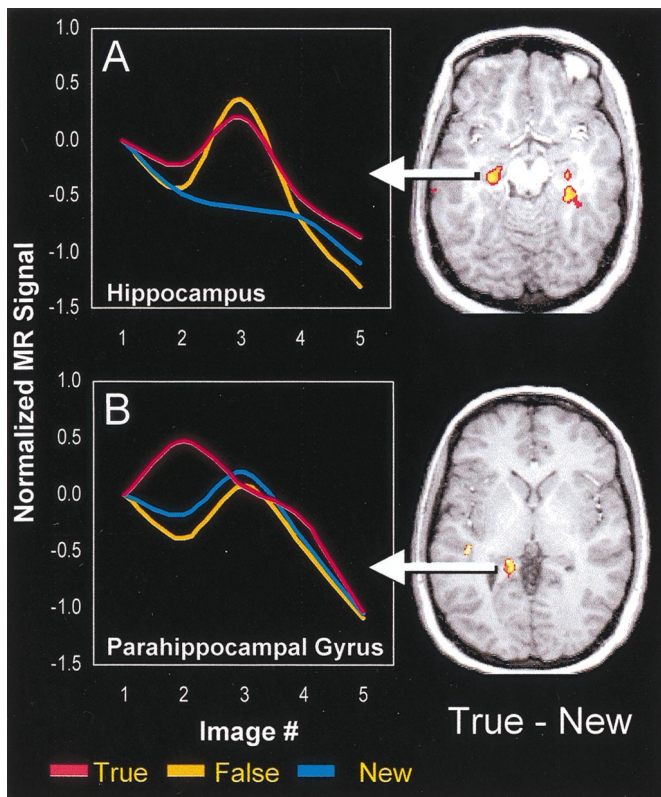 Normalized MR Signal
A
1.0
0.5
0.0
-0.5
-1.0
-1.5
Hippocampus
1 2 3 4 5
B
1.0
0.5
0.0
-0.5
-1.0
-1.5
Parahippocampal Gyrus
1 2 3 4 5
Image #
True - New
True False New